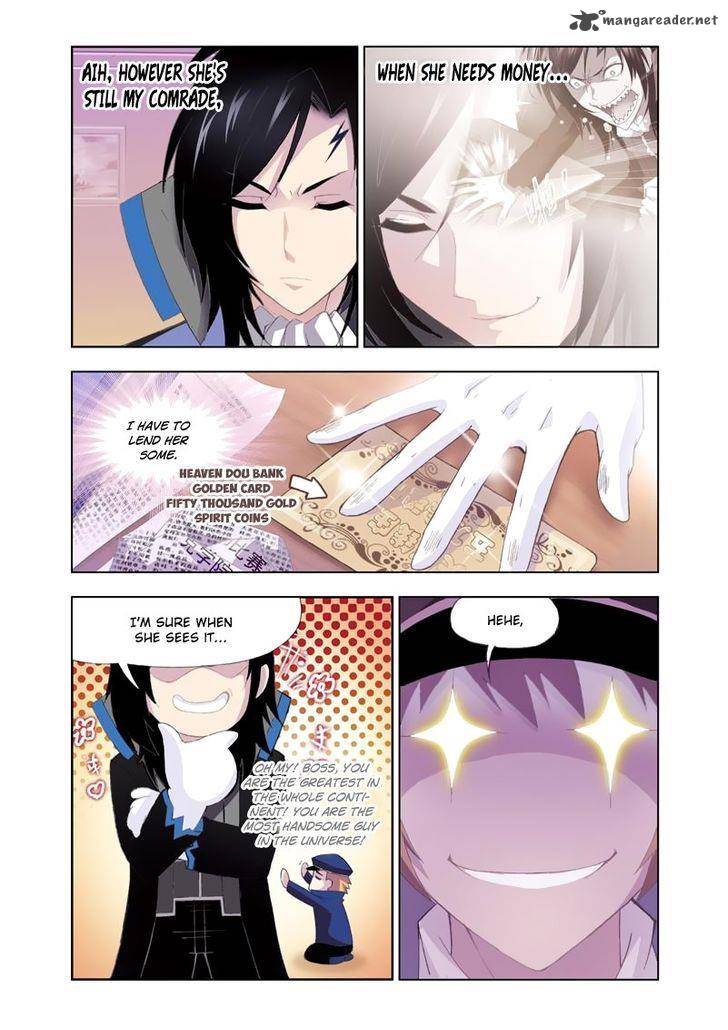 mangareader.net
AIH, HOWEVER SHE'S
STILL MY COMRADE,
WHEN SHE NEEDS MONEY...
I HAVE TO
LEND HER
SOME.
HEAVEN DOU BANK
GOLDEN CARD
FIFTY THOUSAND GOLD
SPIRIT COINS
比赛
I'M SURE WHEN
SHE SEES IT...
OH MY! BOSS, YOU
ARE THE GREATEST IN
THE WHOLE CONTI-
NENT! YOU ARE THE
MOST HANDSOME GUY
IN THE UNIVERSE!
HEHE,